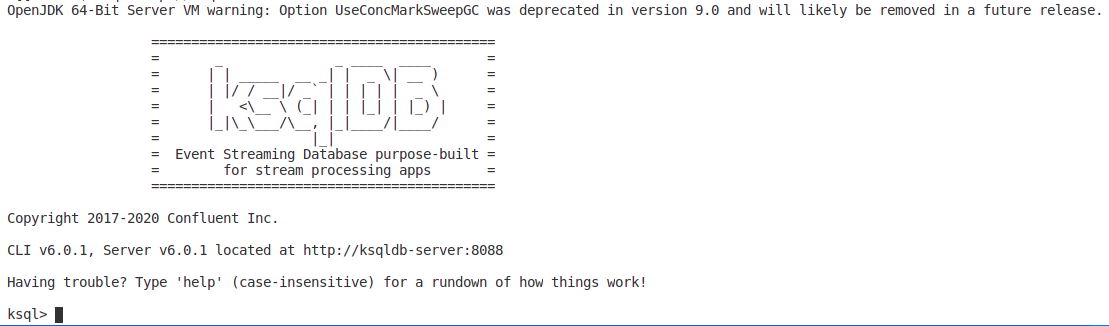 OpenJDK 64-Bit Server VM warning: Option UseConcMarkSweepGC was deprecated in version 9.0 and will likely be removed in a future release.
===========================================
=       _              _ ____  ____       =
=      | | _____  __ _| |  _ \| __ )      =
=      | |/ / __|/ _` | | | | |  _ \      =
=      |   <\__ \ (_| | | |_| | |_) |     =
=      |_|\_\___/\__, |_|____/|____/      =
=                   |_|                   =
=  Event Streaming Database purpose-built =
=        for stream processing apps       =
===========================================
Copyright 2017-2020 Confluent Inc.
CLI v6.0.1, Server v6.0.1 located at http://ksqldb-server:8088
Having trouble? Type 'help' (case-insensitive) for a rundown of how things work!
ksql>